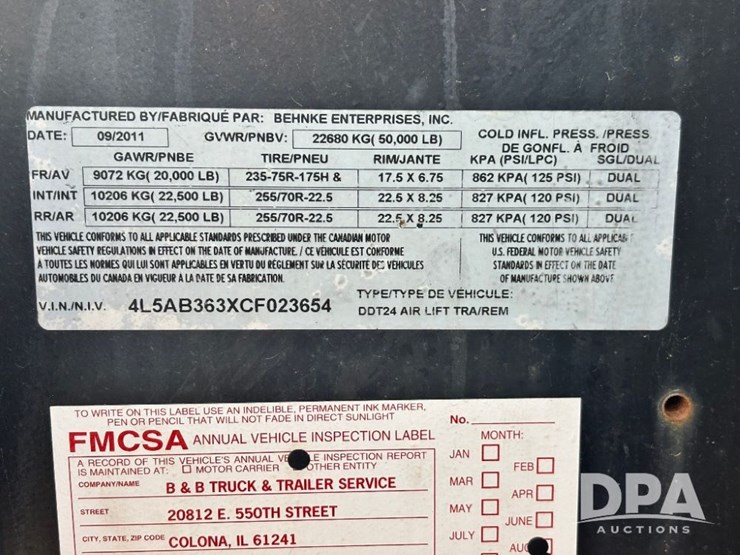 MANUFACTURED BY/FABRIQUÉ PAR: BEHNKE ENTERPRISES, INC.
DATE: 09/2011 GVWR/PNBV: 22680 KG( 50,000 LB) COLD INFL. PRESS. /PRESS.
DE GONFL. À FROID
GAWR/PNBE TIRE/PNEU RIM/JANTE KPA (PSI/LPC) SGL/DUAL
FR/AV 9072 KG( 20,000 LB) 235-75R-175H & 17.5 X 6.75 862 KPA( 125 PSI) DUAL
INT/INT 10206 KG( 22,500 LB) 255/70R-22.5 22.5 X 8.25 827 KPA( 120 PSI) DUAL
RR/AR 10206 KG( 22,500 LB) 255/70R-22.5 22.5 X 8.25 827 KPA( 120 PSI) DUAL
THIS VEHICLE CONFORMS TO ALL APPLICABLE STANDARDS PRESCRIBED UNDER THE CANADIAN MOTOR
VEHICLE SAFETY REGULATIONS IN EFFECT ON THE DATE OF MANUFACTURE. / CE VEHICULE EST CONFORME
À TOUTES LES NORMES QUI LUI SONT APPLICABLES EN VERTU DU RÈGLEMENT SUR LA SÉCURITÉ DES VÉHICULES
AUTOMOBILES DU CANADA EN VIGUEUR A LA DATE DE SA FABRICATION.
THIS VEHICLE CONFORMS TO ALL APPLICAB
U.S. FEDERAL MOTOR VEHICLE SAFETY
STANDARDS IN EFFECT ON THE DATE
OF MANUFACTURE SHOWN ABOVE
V.I.N./N.I.V. 4L5AB363XCF023654
TYPE/TYPE DE VÉHICULE:
DDT24 AIR LIFT TRA/REM
TO WRITE ON THIS LABEL USE AN INDELIBLE, PERMANENT INK MARKER,
PEN OR PENCIL THAT WILL NOT FADE IN DIRECT SUNLIGHT
FMCSA ANNUAL VEHICLE INSPECTION LABEL
A RECORD OF THIS VEHICLE'S ANNUAL VEHICLE INSPECTION REPORT
IS MAINTAINED AT: MOTOR CARRIER OTHER ENTITY
COMPANY/NAME B & B TRUCK & TRAILER SERVICE
STREET 20812 E. 550TH STREET
CITY, STATE, ZIP CODE COLONA, IL 61241
No.
MONTH:
JAN
FEB
MAR
APR
MAY
JUNE
JULY
AUG
DPA
AUCTIONS